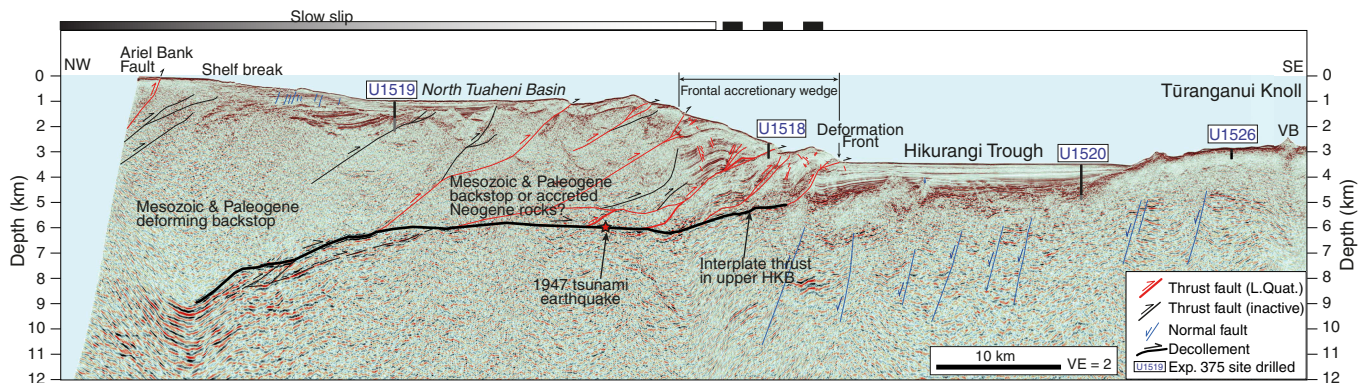 Slow slip
NW
SE
Ariel Bank
Fault
Shelf break
U1519
North Tuaheni Basin
Frontal accretionary wedge
U1518
Deformation
Front
Hikurangi Trough
U1520
Tūranganui Knoll
U1526
VB
Mesozoic & Paleogene
deforming backstop
Mesozoic & Paleogene
backstop or accreted
Neogene rocks?
1947 tsunami
earthquake
Interplate thrust
in upper HKB
Depth (km)
0
1
2
3
4
5
6
7
8
9
10
11
12
Depth (km)
0
1
2
3
4
5
6
7
8
9
10
11
12
10 km
VE = 2
Thrust fault (L.Quat.)
Thrust fault (inactive)
Normal fault
Decollement
U1519 Exp. 375 site drilled